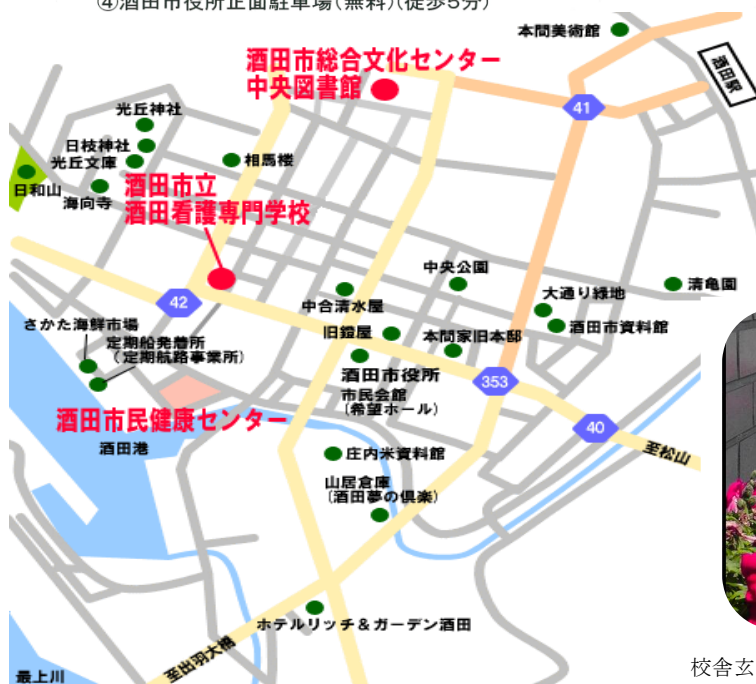 ④酒田市役所正面駐車場(無料)(徒歩5分)
本間美術館
酒田市総合文化センター
中央図書館
酒田駅
41
光丘神社
日枝神社
光丘文庫
相馬楼
日和山
海向寺
酒田市立
酒田看護専門学校
中央公園
清亀園
42
中合清水屋
大通り緑地
酒田市資料館
さかた海鮮市場
定期船発着所
(定期航路事業所)
旧鐙屋
本間家旧本邸
酒田市役所
市民会館
(希望ホール)
353
酒田市民健康センター
40
酒田港
至松山
庄内米資料館
山居倉庫
(酒田夢の倶楽)
ホテルリッチ&ガーデン酒田
至出羽大橋
最上川
校舎玄